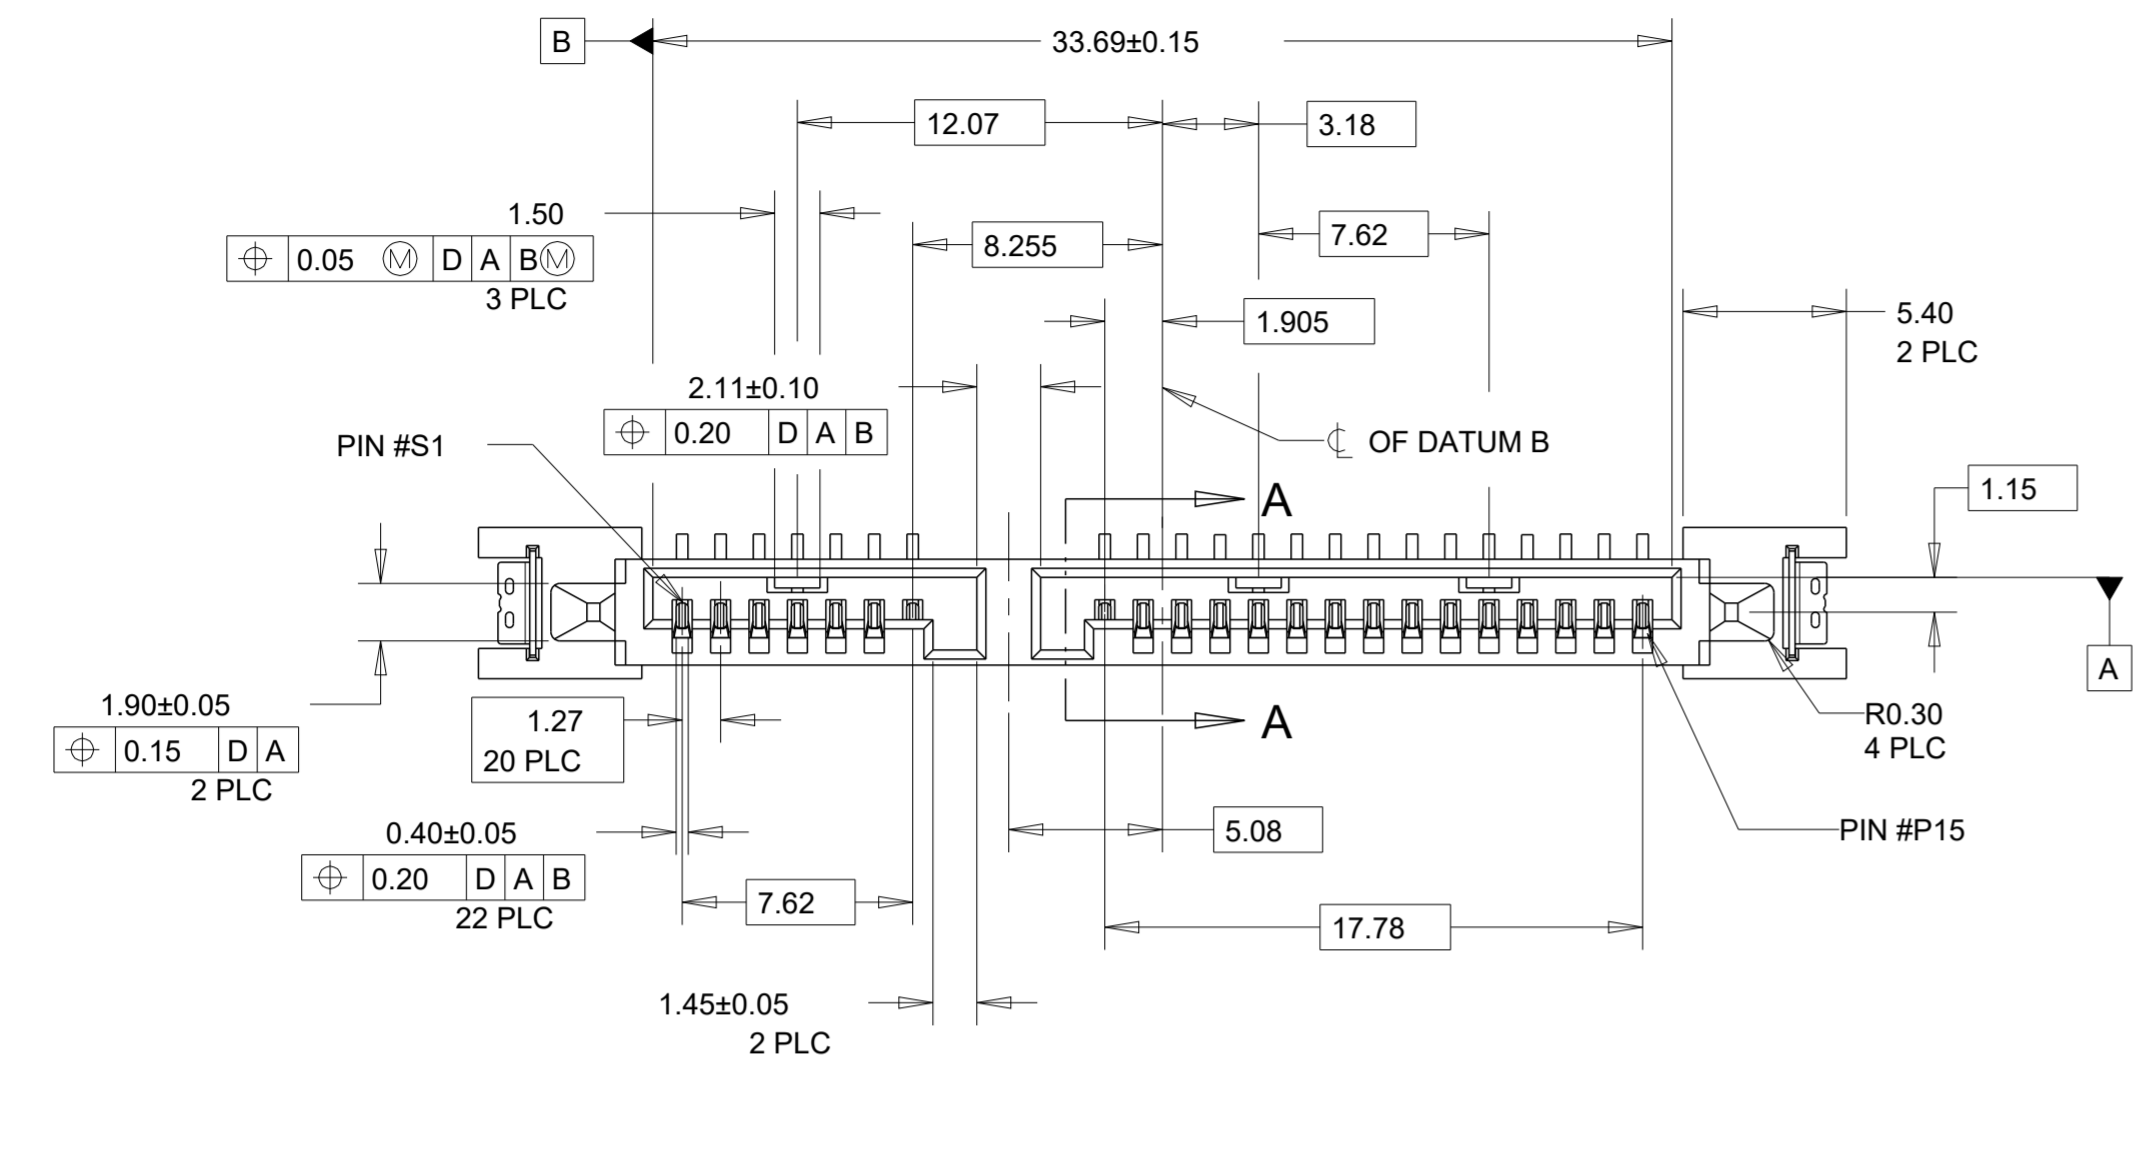 B
33.69±0.15
12.07
3.18
1.50
0.05 Ⓜ D A BⓂ
3 PLC
8.255
7.62
1.905
5.40
2 PLC
2.11±0.10
0.20 D A B
PIN #S1
℄ OF DATUM B
A
1.15
A
1.90±0.05
0.15 D A
2 PLC
1.27
20 PLC
A
R0.30
4 PLC
0.40±0.05
0.20 D A B
22 PLC
5.08
PIN #P15
7.62
17.78
1.45±0.05
2 PLC